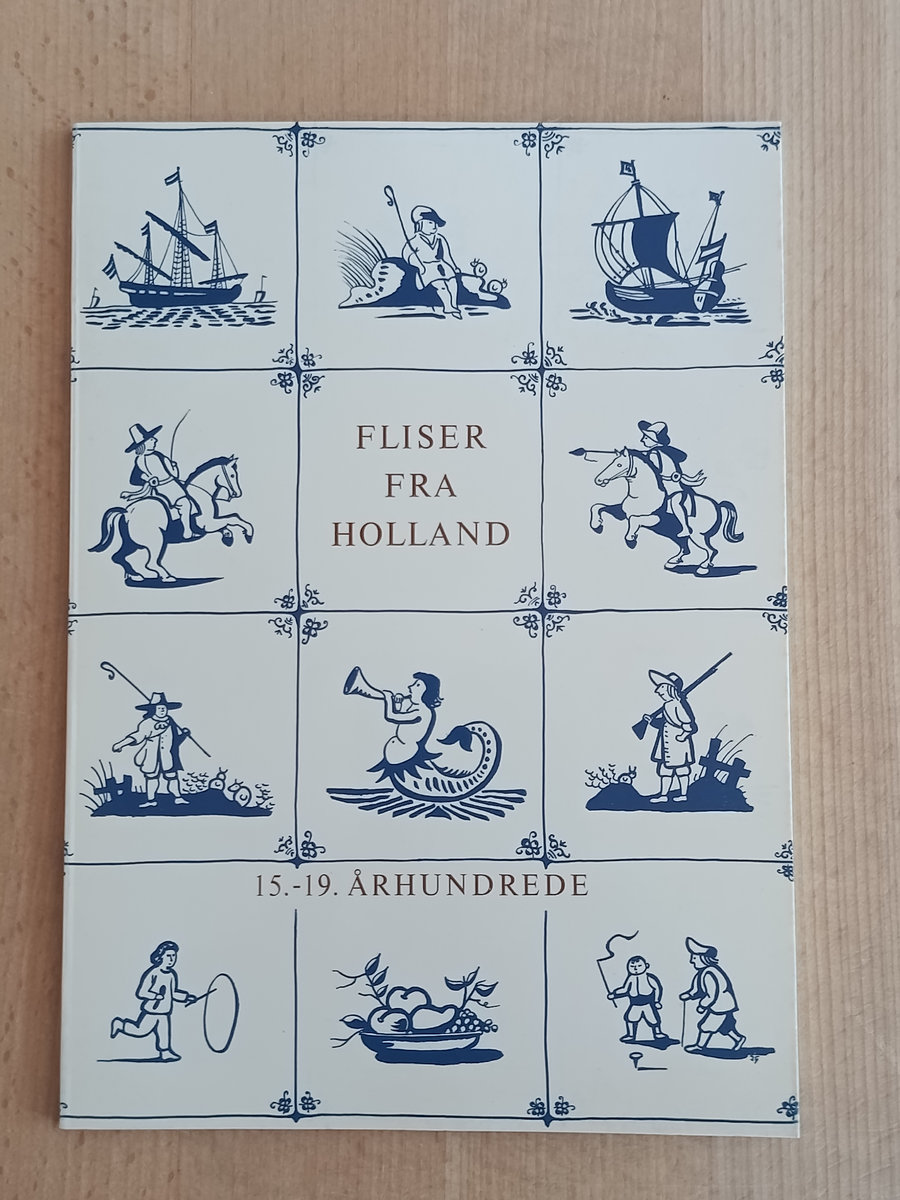 FLISER
FRA
HOLLAND
15.-19. ÅRHUNDREDE